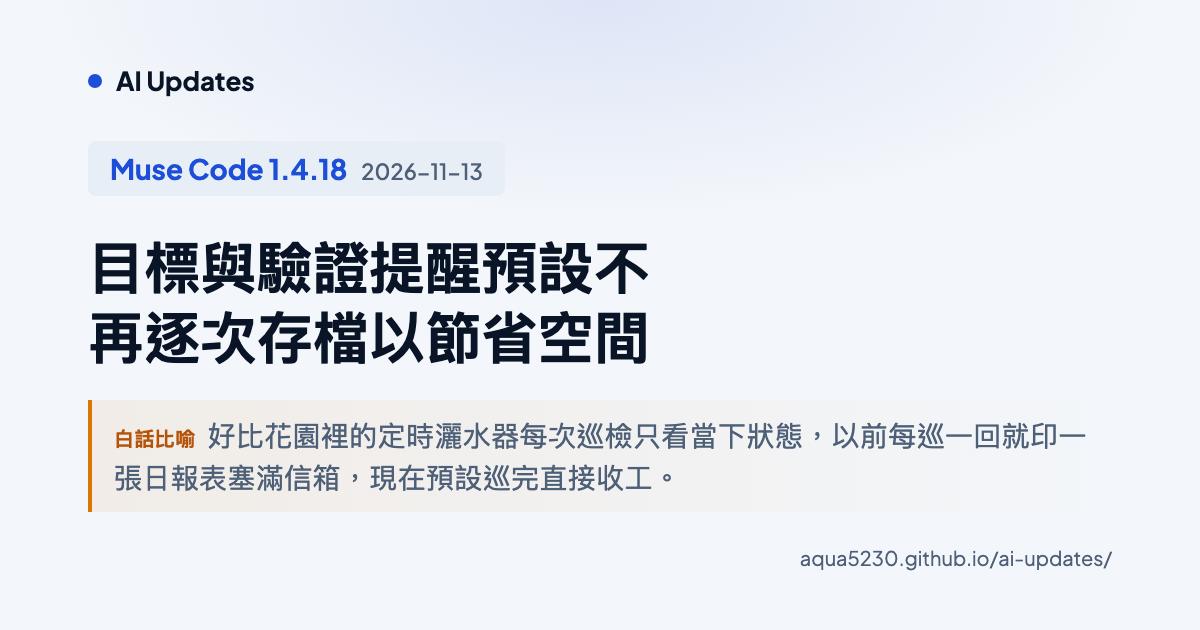 AI Updates
Muse Code 1.4.18 2026-11-13
目標與驗證提醒預設不
再逐次存檔以節省空間
白話比喻 好比花園裡的定時灑水器每次巡檢只看當下狀態，以前每巡一回就印一
張日報表塞滿信箱，現在預設巡完直接收工。
aqua5230.github.io/ai-updates/